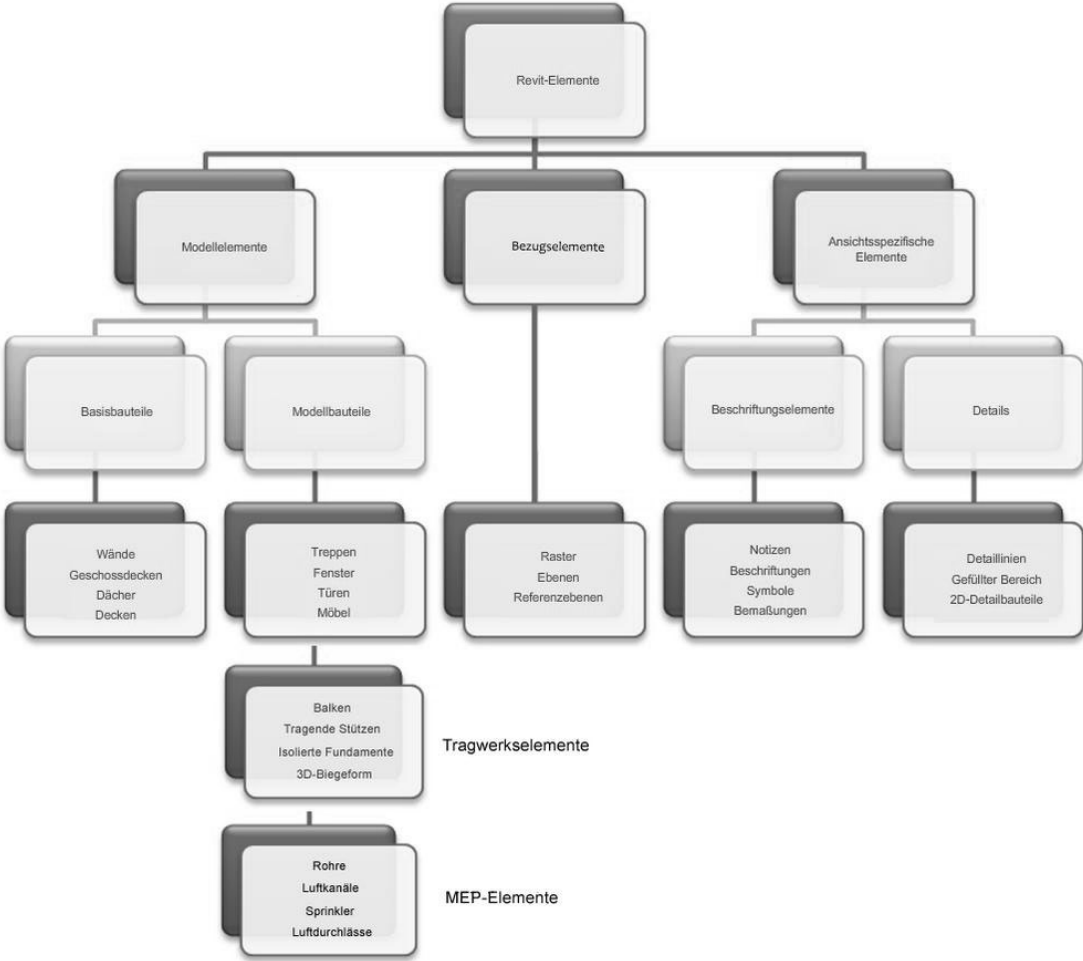 Revit-Elemente
Modellelemente
Bezugselemente
Ansichtsspezifische
Elemente
Basisbauteile
Modellbauteile
Beschriftungselemente
Details
Wände
Geschossdecken
Dächer
Decken
Treppen
Fenster
Türen
Möbel
Raster
Ebenen
Referenzebenen
Notizen
Beschriftungen
Symbole
Bemaßungen
Detaillinien
Gefüllter Bereich
2D-Detailbauteile
Balken
Tragende Stützen
Isolierte Fundamente
3D-Biegeform
Tragwerkselemente
Rohre
Luftkanäle
Sprinkler
Luftdurchlässe
MEP-Elemente